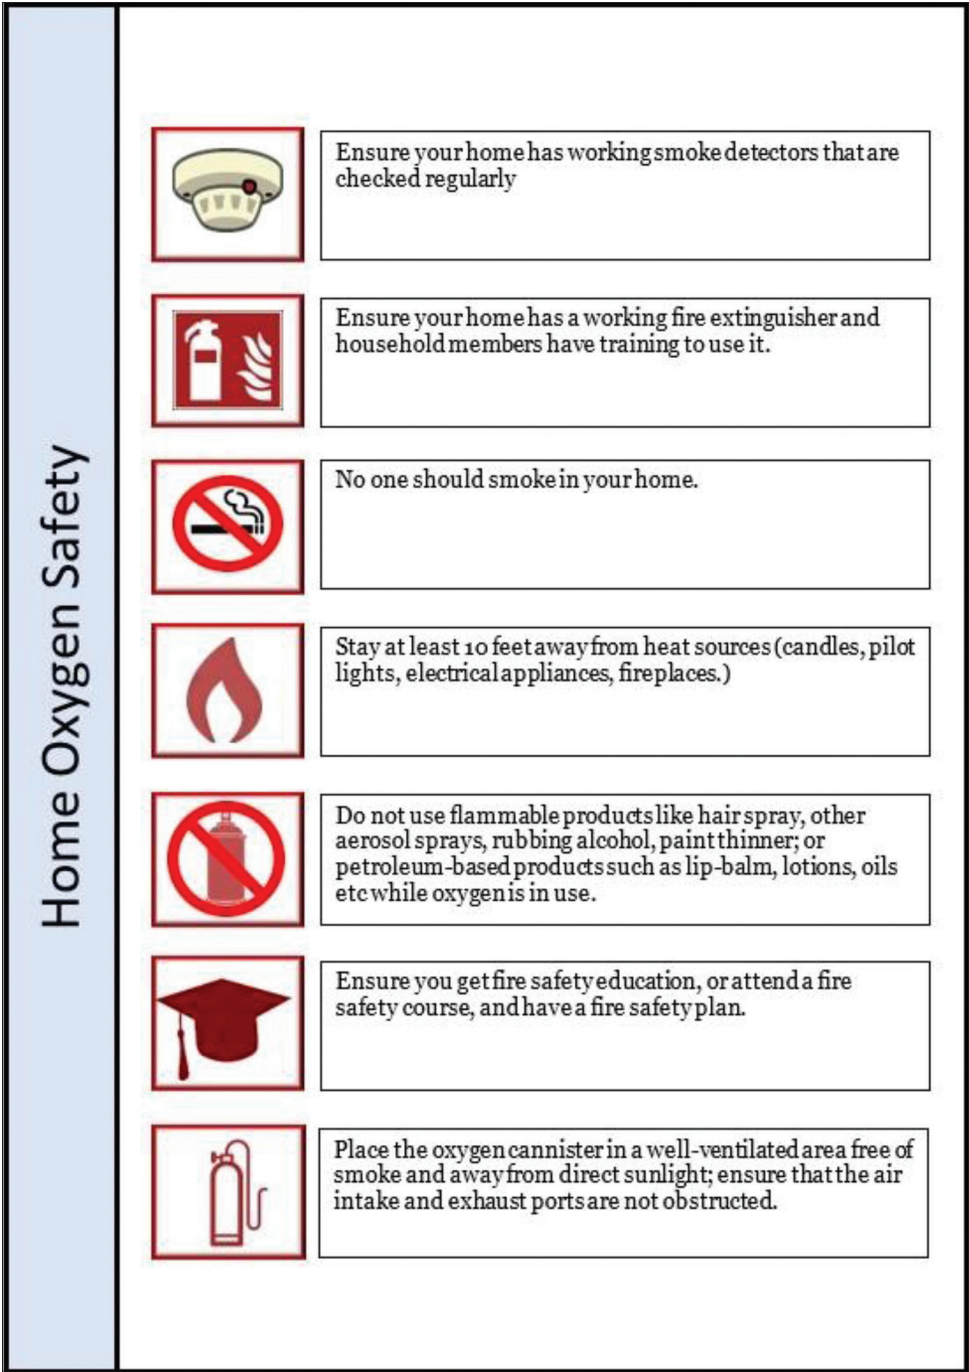 Home Oxygen Safety
Ensure your home has working smoke detectors that are
checked regularly
Ensure your home has a working fire extinguisher and
household members have training to use it.
No one should smoke in your home.
Stay at least 10 feet away from heat sources (candles, pilot
lights, electrical appliances, fireplaces.)
Do not use flammable products like hair spray, other
aerosol sprays, rubbing alcohol, paint thinner; or
petroleum-based products such as lip-balm, lotions, oils
etc while oxygen is in use.
Ensure you get fire safety education, or attend a fire
safety course, and have a fire safety plan.
Place the oxygen cannister in a well-ventilated area free of
smoke and away from direct sunlight; ensure that the air
intake and exhaust ports are not obstructed.